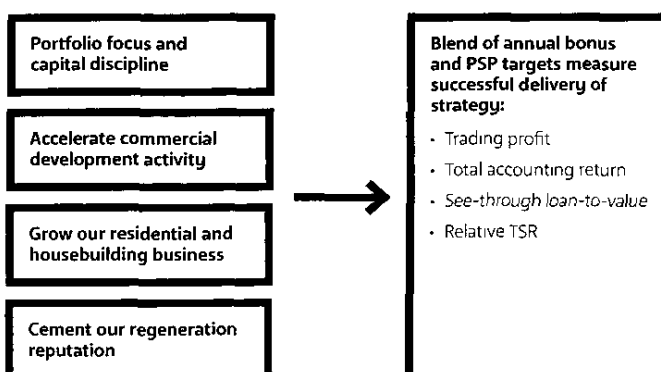 Portfolio focus and
capital discipline
Accelerate commercial
development activity
Grow our residential and
housebuilding business
Cement our regeneration
reputation
Blend of annual bonus
and PSP targets measure
successful delivery of
strategy:
• Trading profit
• Total accounting return
• See-through loan-to-value
• Relative TSR